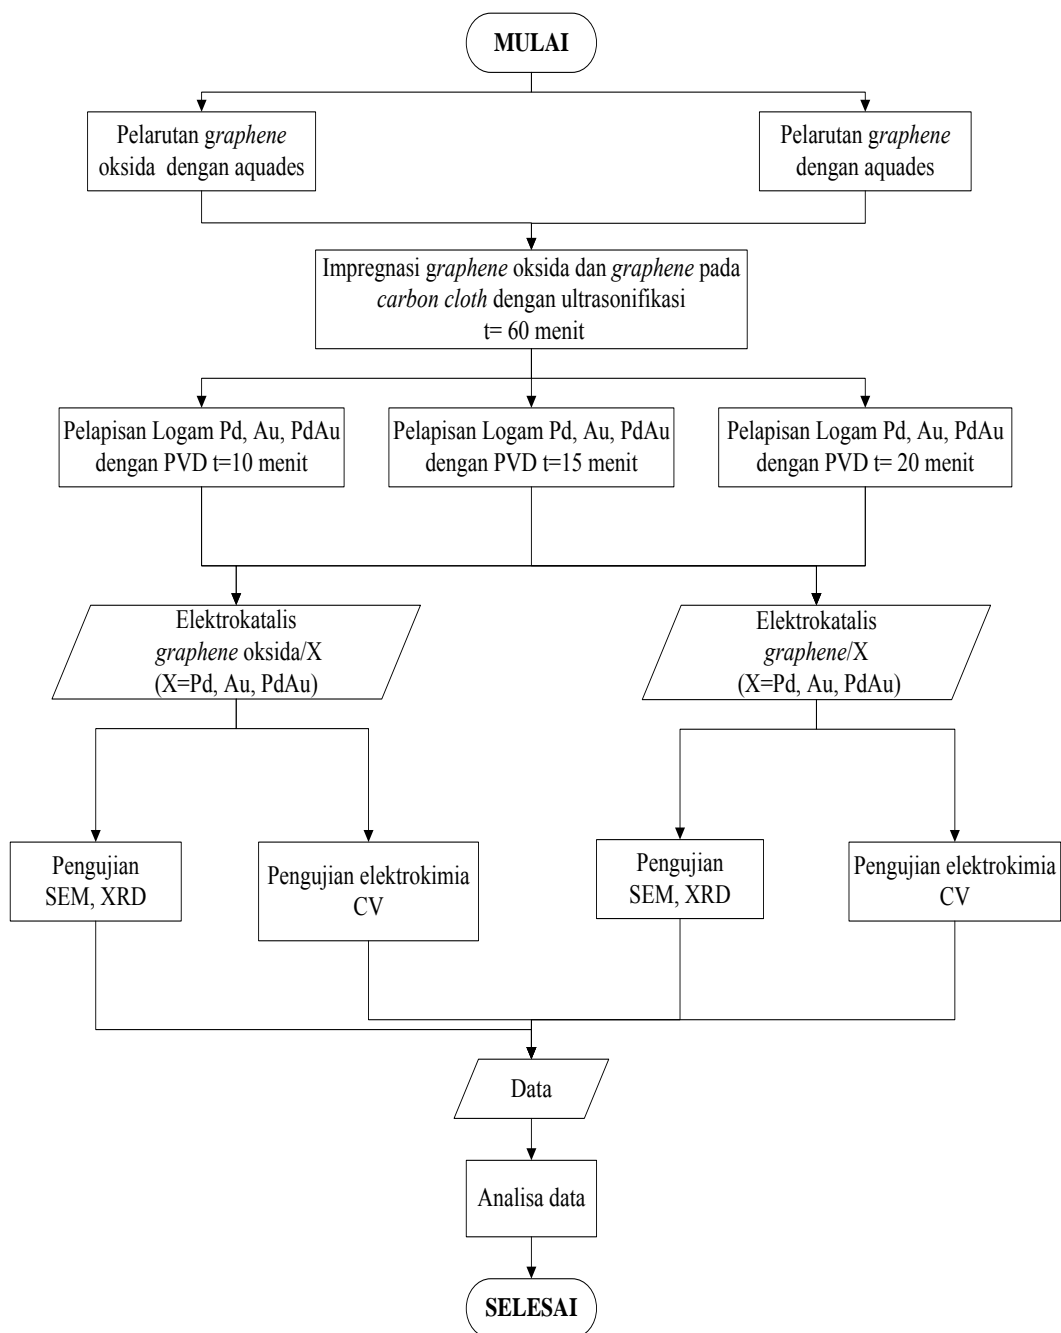 MULAI
Pelarutan graphene
oksida dengan aquades
Pelarutan graphene
dengan aquades
Impregnasi graphene oksida dan graphene pada
carbon cloth dengan ultrasonifikasi
t= 60 menit
Pelapisan Logam Pd, Au, PdAu
dengan PVD t=10 menit
Pelapisan Logam Pd, Au, PdAu
dengan PVD t=15 menit
Pelapisan Logam Pd, Au, PdAu
dengan PVD t= 20 menit
Elektrokatalis
graphene oksida/X
(X=Pd, Au, PdAu)
Elektrokatalis
graphene/X
(X=Pd, Au, PdAu)
Pengujian
SEM, XRD
Pengujian elektrokimia
CV
Pengujian
SEM, XRD
Pengujian elektrokimia
CV
Data
Analisa data
SELESAI